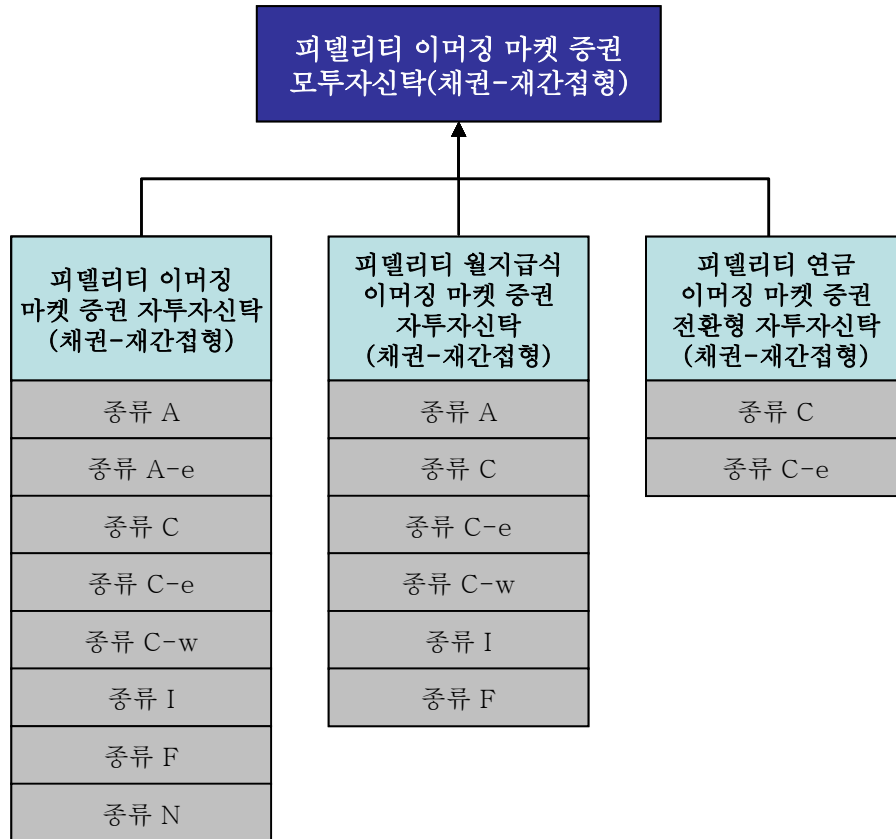 피델리티 이머징 마켓 증권
모투자신탁(채권-재간접형)
피델리티 이머징
마켓 증권 자투자신탁
(채권-재간접형)
종류 A
종류 A-e
종류 C
종류 C-e
종류 C-w
종류 I
종류 F
종류 N
피델리티 월지급식
이머징 마켓 증권
자투자신탁
(채권-재간접형)
종류 A
종류 C
종류 C-e
종류 C-w
종류 I
종류 F
피델리티 연금
이머징 마켓 증권
전환형 자투자신탁
(채권-재간접형)
종류 C
종류 C-e